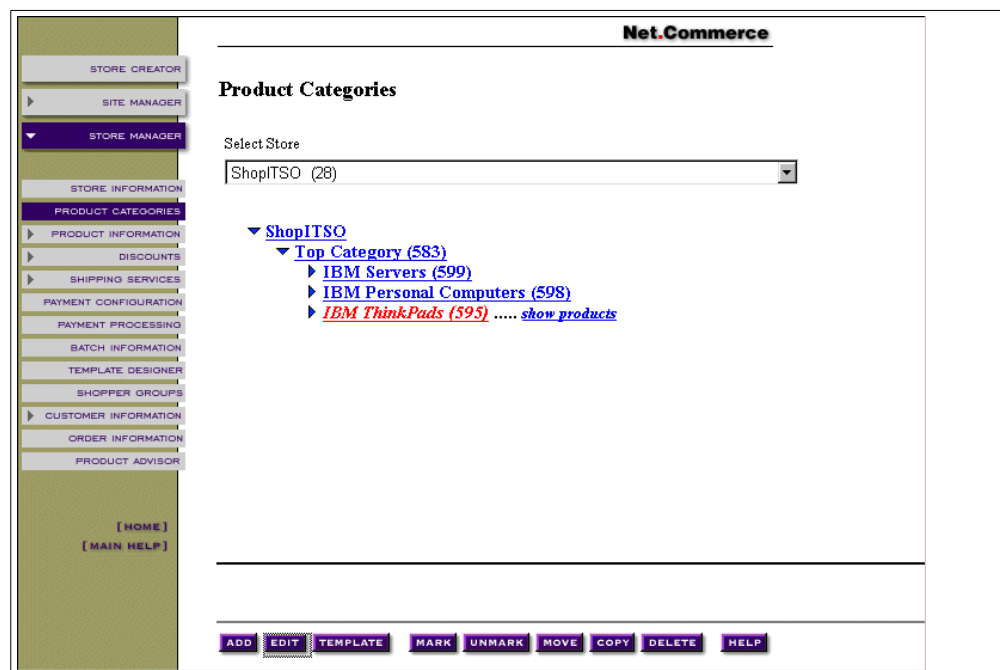 Net.Commerce
STORE CREATOR
SITE MANAGER
STORE MANAGER
STORE INFORMATION
PRODUCT CATEGORIES
PRODUCT INFORMATION
DISCOUNTS
SHIPPING SERVICES
PAYMENT CONFIGURATION
PAYMENT PROCESSING
BATCH INFORMATION
TEMPLATE DESIGNER
SHOPPER GROUPS
CUSTOMER INFORMATION
ORDER INFORMATION
PRODUCT ADVISOR
[HOME]
[MAIN HELP]
Product Categories
Select Store
ShopITSO (28)
ShopITSO
Top Category (583)
IBM Servers (599)
IBM Personal Computers (598)
IBM ThinkPads (595) ..... show products
ADD EDIT TEMPLATE MARK UNMARK MOVE COPY DELETE HELP